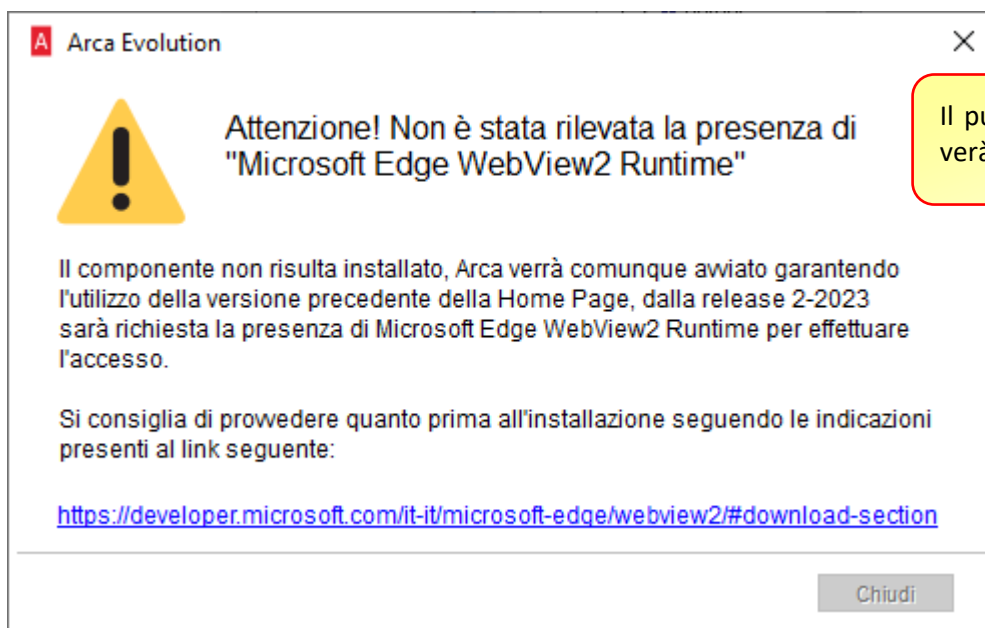 A Arca Evolution
Attenzione! Non è stata rilevata la presenza di
"Microsoft Edge WebView2 Runtime"
Il
Il componente non risulta installato, Arca verrà comunque avviato garantendo
l'utilizzo della versione precedente della Home Page, dalla release 2-2023
sarà richiesta la presenza di Microsoft Edge WebView2 Runtime per effettuare
l'accesso.
Si consiglia di provvedere quanto prima all'installazione seguendo le indicazioni
presenti al link seguente:
https://developer.microsoft.com/it-it/microsoft-edge/webview2/#download-section
Chiudi